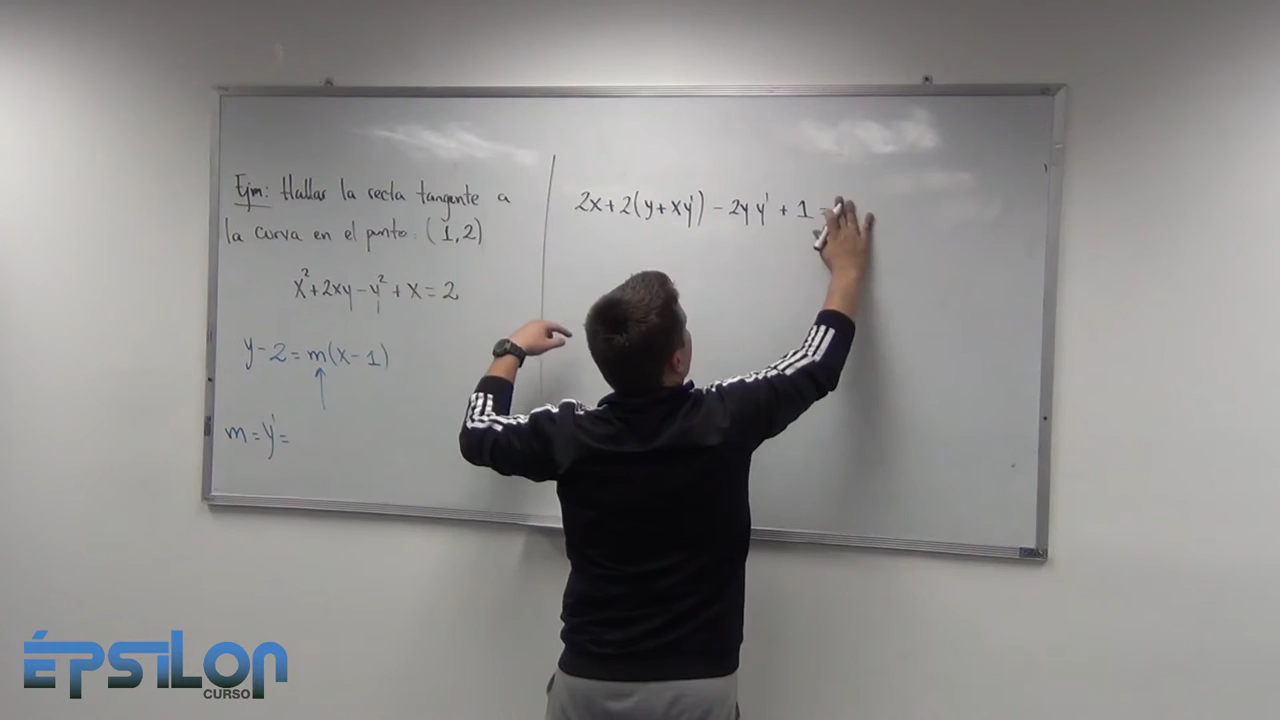 Ejm: Hallar la recta tangente a
la curva en el punto: (1,2)
x²+2xy-y²+x=2
y-2=m(x-1)
m=y'=
2x+2(y+xy')-2yy'+1=
ÉPSILON
CURSO